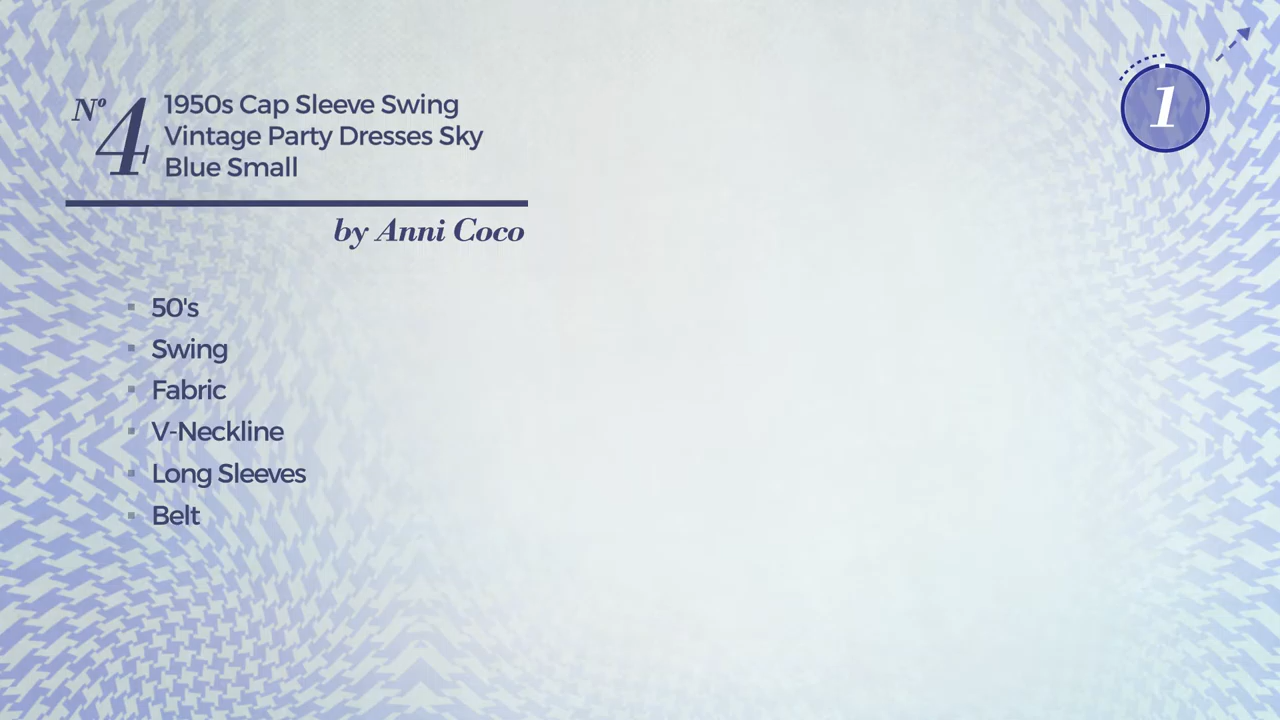 Nº 4 1950s Cap Sleeve Swing
Vintage Party Dresses Sky
Blue Small
by Anni Coco
50's
Swing
Fabric
V-Neckline
Long Sleeves
Belt
1